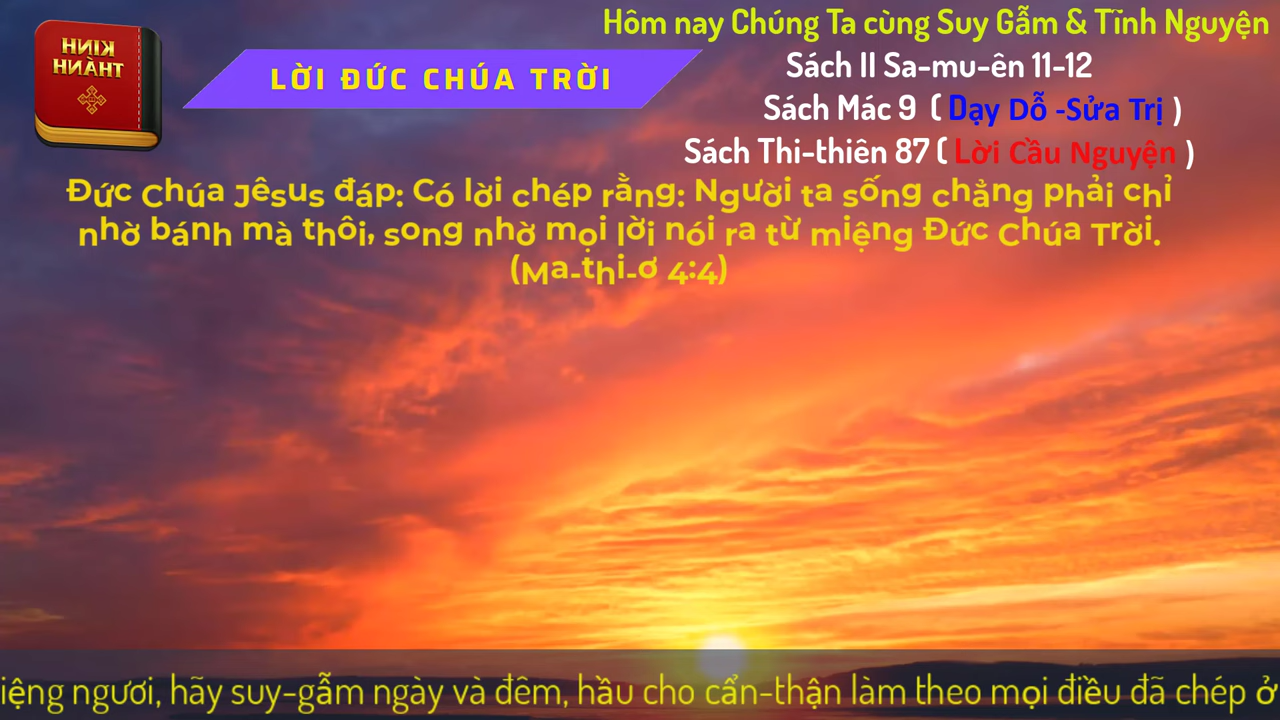 KINH
THÁNH
LỜI ĐỨC CHÚA TRỜI
Hôm nay Chúng Ta cùng Suy Gẫm & Tĩnh Nguyện
Sách II Sa-mu-ên 11-12
Sách Mác 9 ( Dạy Dỗ -Sửa Trị )
Sách Thi-thiên 87 ( Lời Cầu Nguyện )
Đức Chúa Jêsus đáp: Có lời chép rằng: Người ta sống chẳng phải chỉ
nhờ bánh mà thôi, song nhờ mọi lời nói ra từ miệng Đức Chúa Trời.
(Ma-thi-ơ 4:4)
iệng ngươi, hãy suy-gẫm ngày và đêm, hầu cho cẩn-thận làm theo mọi điều đã chép ở